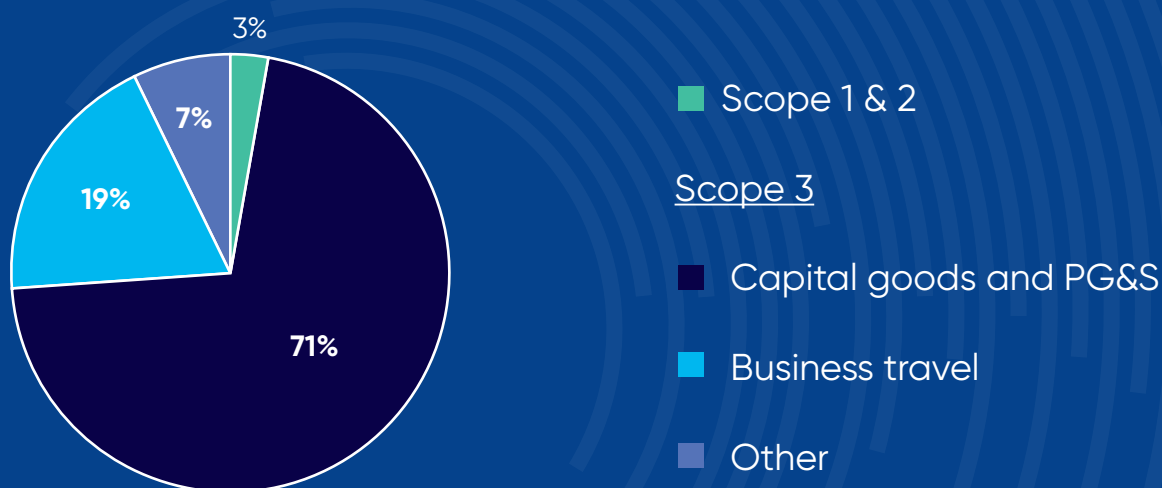 3%
7%
19%
71%
Scope 1 & 2
Scope 3
Capital goods and PG&S
Business travel
Other